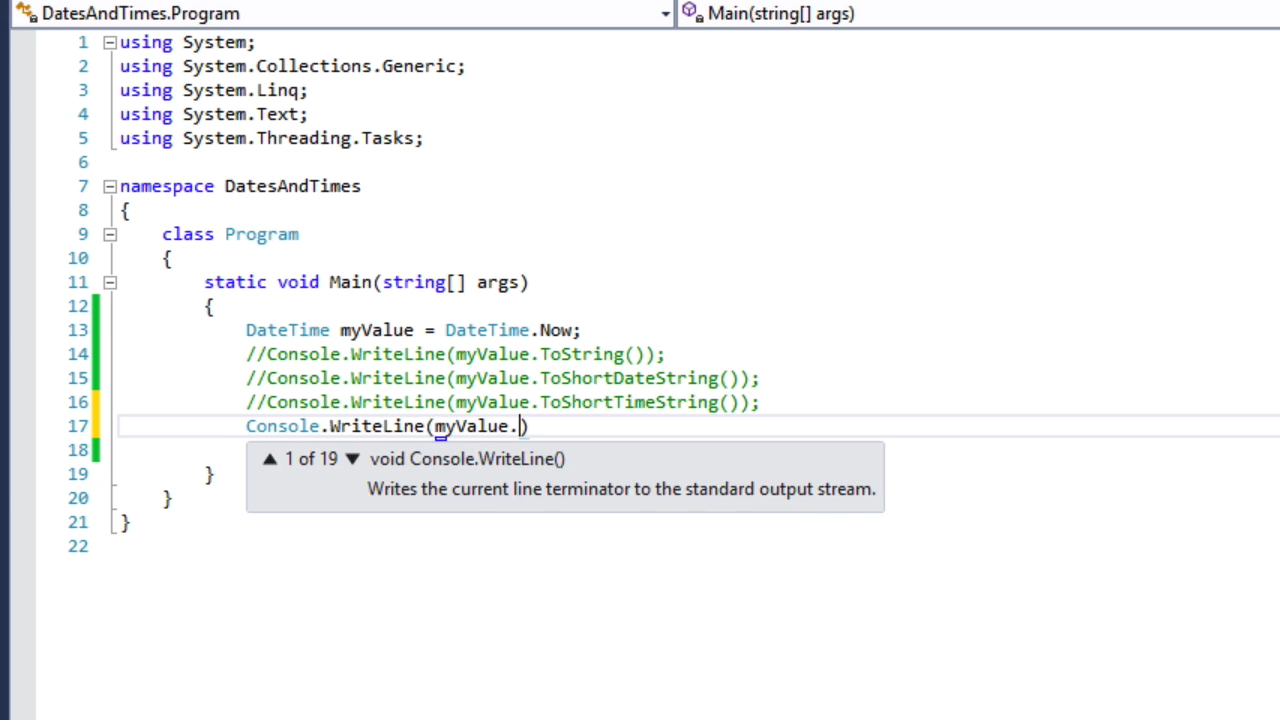 DatesAndTimes.Program Main(string[] args)
1 using System;
2 using System.Collections.Generic;
3 using System.Linq;
4 using System.Text;
5 using System.Threading.Tasks;
6
7 namespace DatesAndTimes
8 {
9 class Program
10 {
11 static void Main(string[] args)
12 {
13 DateTime myValue = DateTime.Now;
14 //Console.WriteLine(myValue.ToString());
15 //Console.WriteLine(myValue.ToShortDateString());
16 //Console.WriteLine(myValue.ToShortTimeString());
17 Console.WriteLine(myValue.)
18 ▲ 1 of 19 ▼ void Console.WriteLine()
Writes the current line terminator to the standard output stream.
19 }
20 }
21 }
22